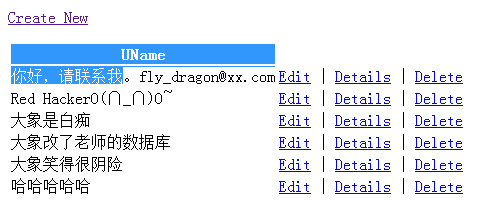 Create New
UName
你好，请联系我。fly_dragon@xx.com Edit | Details | Delete
Red HackerO(∩_∩)O~ Edit | Details | Delete
大象是白痴 Edit | Details | Delete
大象改了老师的数据库 Edit | Details | Delete
大象笑得很阴险 Edit | Details | Delete
哈哈哈哈哈 Edit | Details | Delete